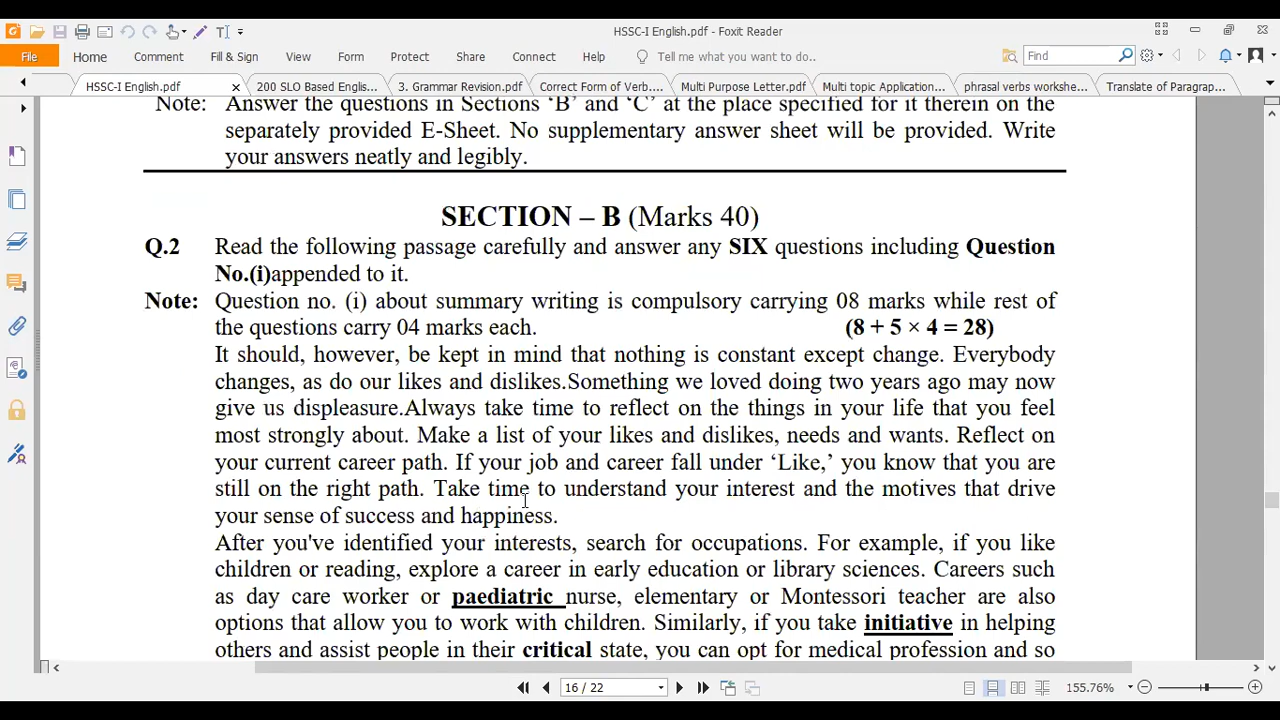 HSSC-I English.pdf - Foxit Reader
File Home Comment Fill & Sign View Form Protect Share Connect Help Tell me what you want to do.. Find
HSSC-I English.pdf 200 SLO Based Englis... 3. Grammar Revision.pdf Correct Form of Verb.... Multi Purpose Letter.pdf Multi topic Application... phrasal verbs workshe... Translate of Paragrap...
Note: Answer the questions in Sections ‘B’ and ‘C’ at the place specified for it therein on the
separately provided E-Sheet. No supplementary answer sheet will be provided. Write
your answers neatly and legibly.
SECTION – B (Marks 40)
Q.2 Read the following passage carefully and answer any SIX questions including Question
No.(i)appended to it.
Note: Question no. (i) about summary writing is compulsory carrying 08 marks while rest of
the questions carry 04 marks each. (8 + 5 × 4 = 28)
It should, however, be kept in mind that nothing is constant except change. Everybody
changes, as do our likes and dislikes.Something we loved doing two years ago may now
give us displeasure.Always take time to reflect on the things in your life that you feel
most strongly about. Make a list of your likes and dislikes, needs and wants. Reflect on
your current career path. If your job and career fall under ‘Like,’ you know that you are
still on the right path. Take time to understand your interest and the motives that drive
your sense of success and happiness.
After you've identified your interests, search for occupations. For example, if you like
children or reading, explore a career in early education or library sciences. Careers such
as day care worker or paediatric nurse, elementary or Montessori teacher are also
options that allow you to work with children. Similarly, if you take initiative in helping
others and assist people in their critical state, you can opt for medical profession and so
16 / 22 155.76%